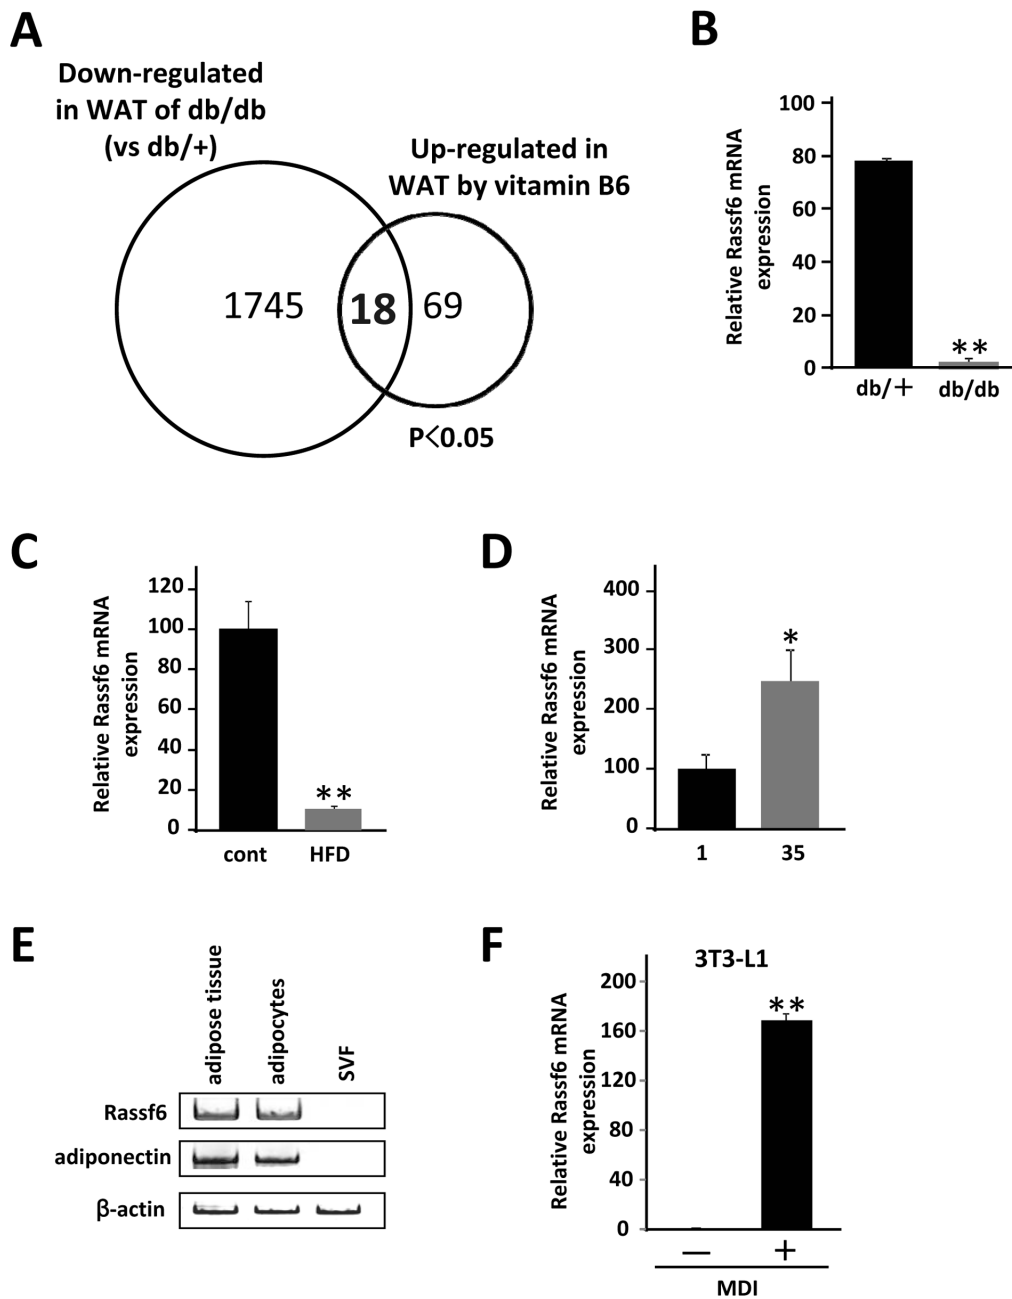 A
Down-regulated
in WAT of db/db
(vs db/+)
Up-regulated in
WAT by vitamin B6
1745
18
69
P<0.05
B
Relative Rassf6 mRNA
expression
100
80
60
40
20
0
**
db/+
db/db
C
Relative Rassf6 mRNA
expression
120
100
80
60
40
20
0
**
cont
HFD
D
Relative Rassf6 mRNA
expression
400
300
200
100
0
*
1
35
E
adipose tissue
adipocytes
SVF
Rassf6
adiponectin
β-actin
F
3T3-L1
Relative Rassf6 mRNA
expression
200
160
120
80
40
0
**
— +
MDI